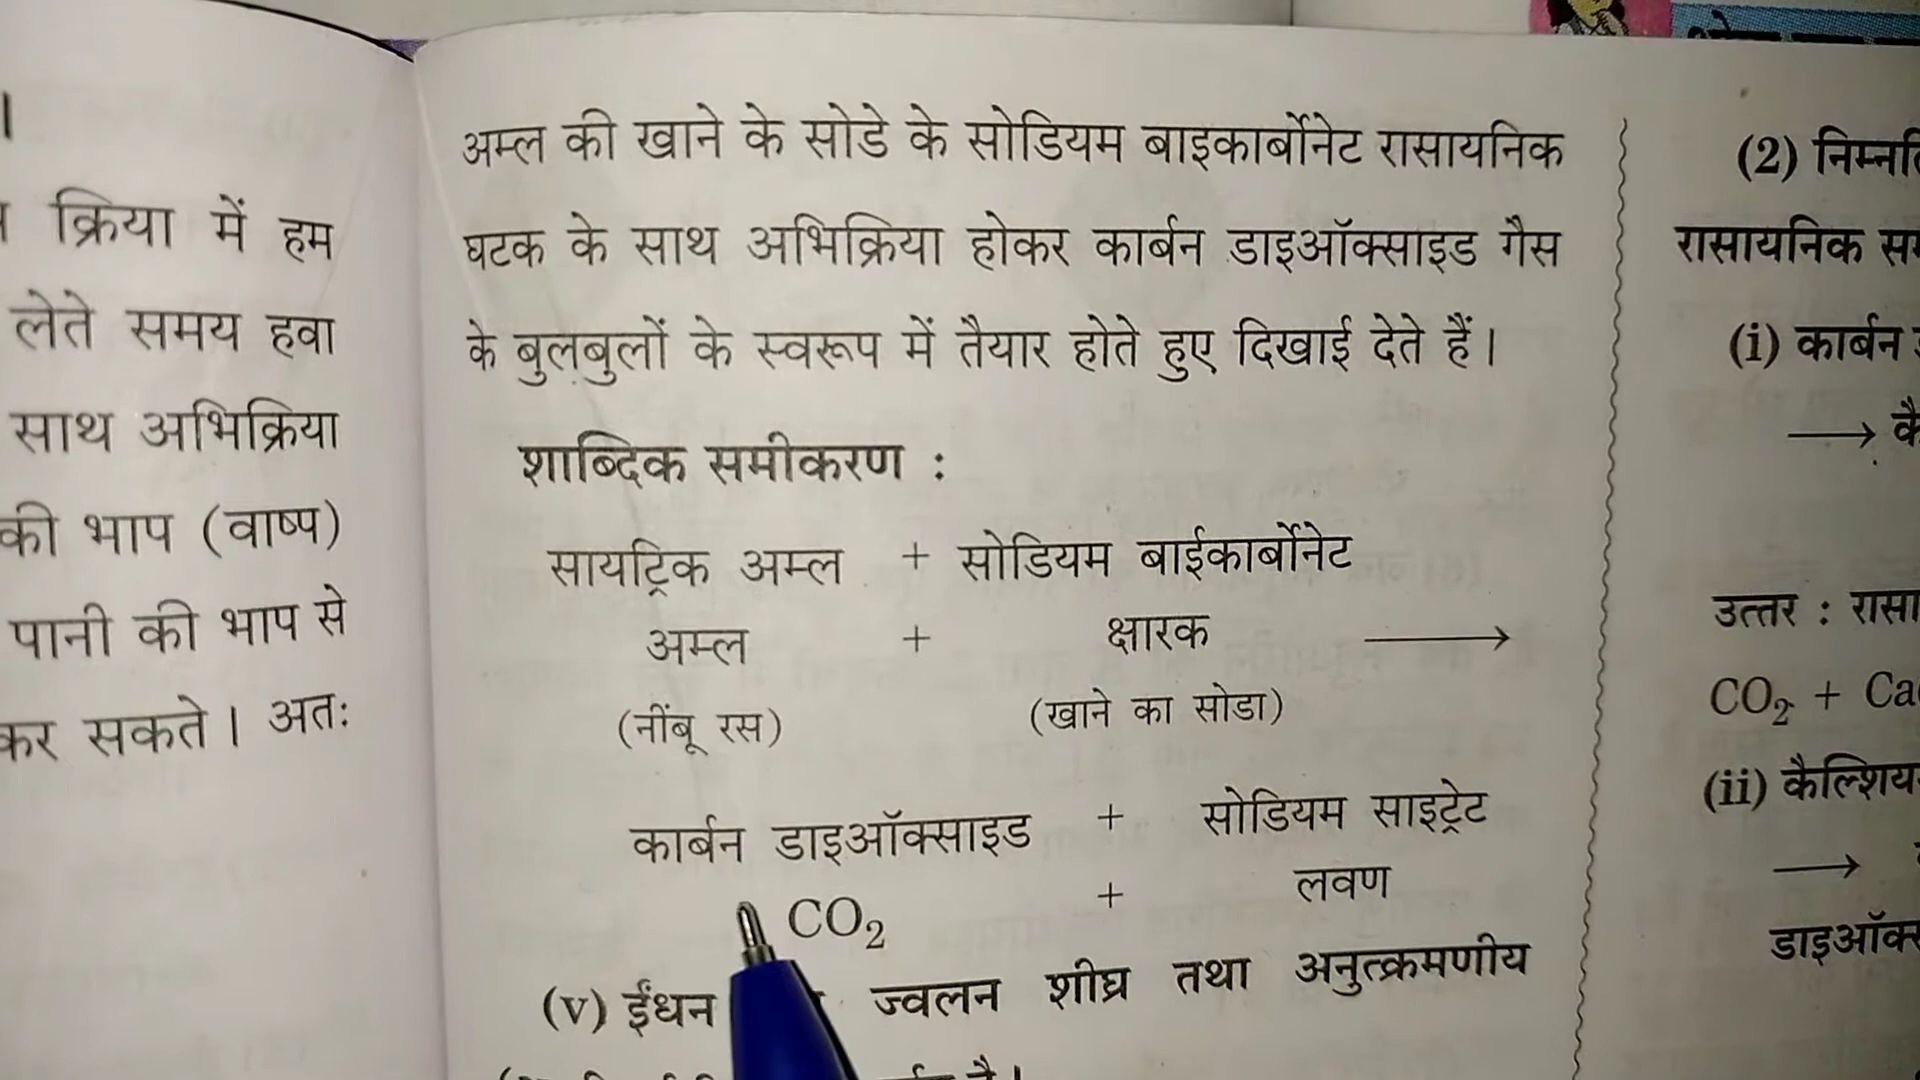 ।
क्रिया में हम
लेते समय हवा
साथ अभिक्रिया
की भाप (वाष्प)
पानी की भाप से
कर सकते। अतः
अम्ल की खाने के सोडे के सोडियम बाइकार्बोनेट रासायनिक
घटक के साथ अभिक्रिया होकर कार्बन डाइऑक्साइड गैस
के बुलबुलों के स्वरूप में तैयार होते हुए दिखाई देते हैं।
शाब्दिक समीकरण :
सायट्रिक अम्ल + सोडियम बाईकार्बोनेट
अम्ल + क्षारक ⟶
(नींबू रस) (खाने का सोडा)
कार्बन डाइऑक्साइड + सोडियम साइट्रेट
CO₂ + लवण
(v) ईंधन ज्वलन शीघ्र तथा अनुत्क्रमणीय
(2)
रासायनिक
(i) कार्बन
⟶
उत्तर :
CO₂ +
(ii)
⟶